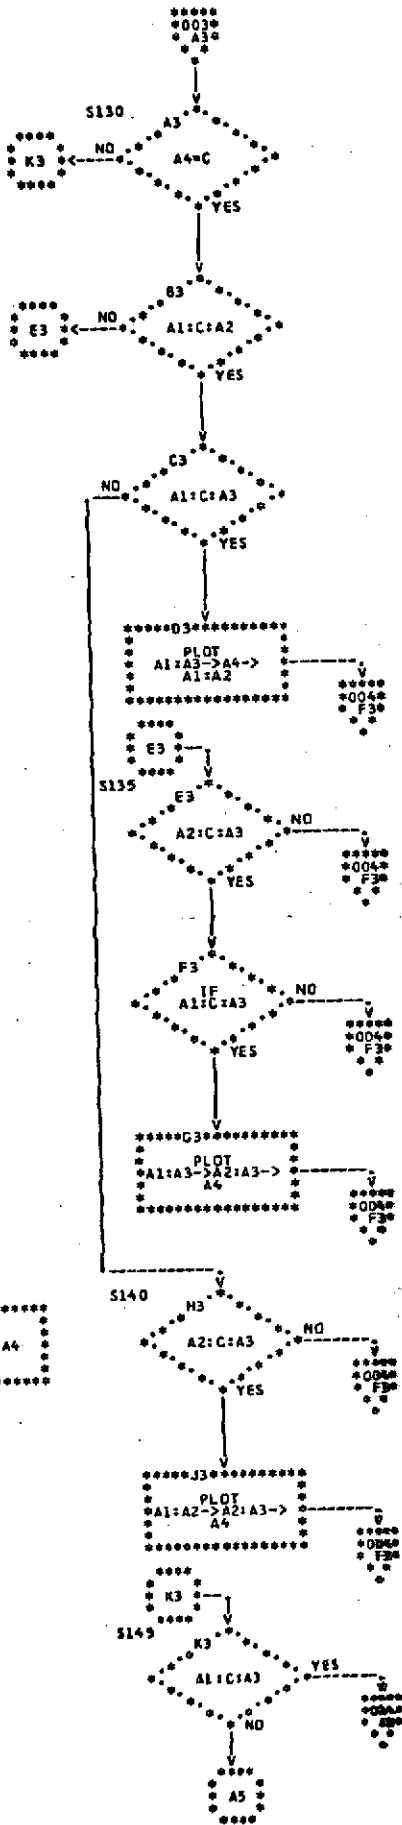 003
A3
S130
A3
NO
K3
A4=C
YES
B3
NO
E3
A1:C:A2
YES
C3
NO
A1:C:A3
YES
D3
PLOT
A1:A3->A4->
A1:A2
004
F3
E3
S135
E3
NO
A2:C:A3
004
F3
YES
F3
IF
NO
A1:C:A3
004
F3
YES
G3
PLOT
A1:A3->A2:A3->
A4
004
F3
S140
H3
NO
A4
A2:C:A3
004
F3
YES
J3
PLOT
A1:A2->A2:A3->
A4
004
F3
K3
S145
K3
YES
A1:C:A3
NO
A5